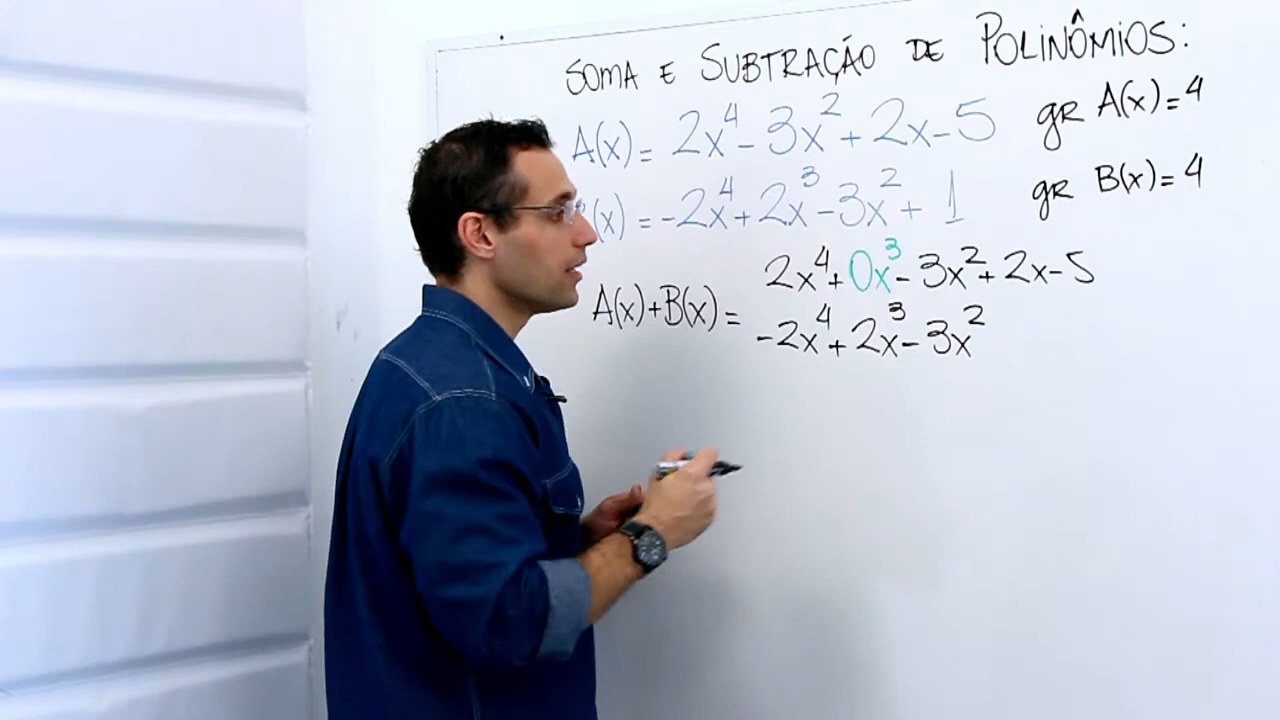 SOMA E SUBTRAÇÃO DE POLINÔMIOS:
A(x) = 2x⁴ - 3x² + 2x - 5 gr A(x) = 4
(x) = -2x⁴ + 2x³ - 3x² + 1 gr B(x) = 4
2x⁴ + 0x³ - 3x² + 2x - 5
A(x) + B(x) =
-2x⁴ + 2x³ - 3x²